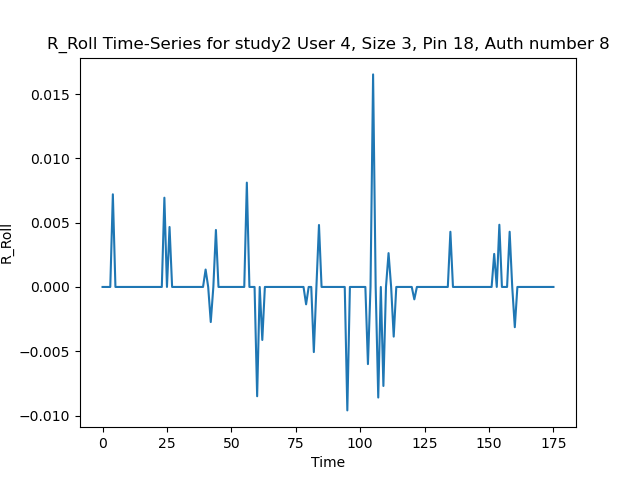 R_Roll Time-Series for study2 User 4, Size 3, Pin 18, Auth number 8
R_Roll
0.015
0.010
0.005
0.000
−0.005
−0.010
0 25 50 75 100 125 150 175
Time